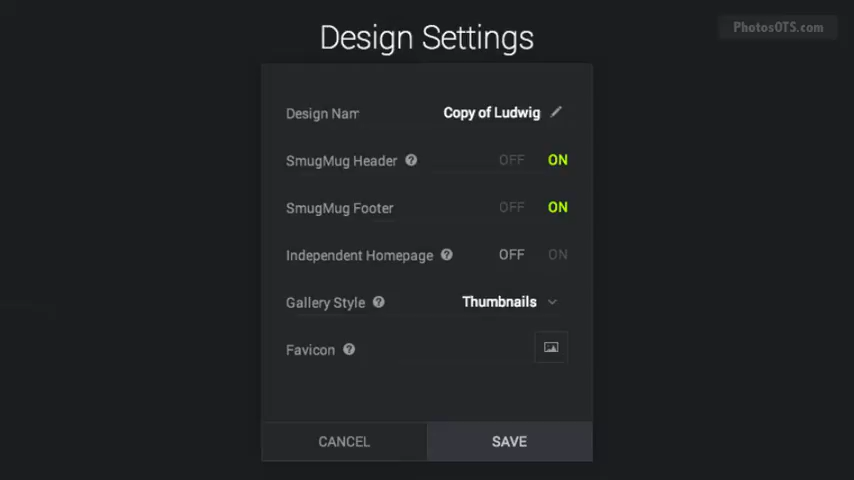 PhotosOTS.com
Design Settings
Design Nam
Copy of Ludwig
SmugMug Header ? OFF ON
SmugMug Footer OFF ON
Independent Homepage ? OFF ON
Gallery Style ? Thumbnails
Favicon ?
CANCEL SAVE